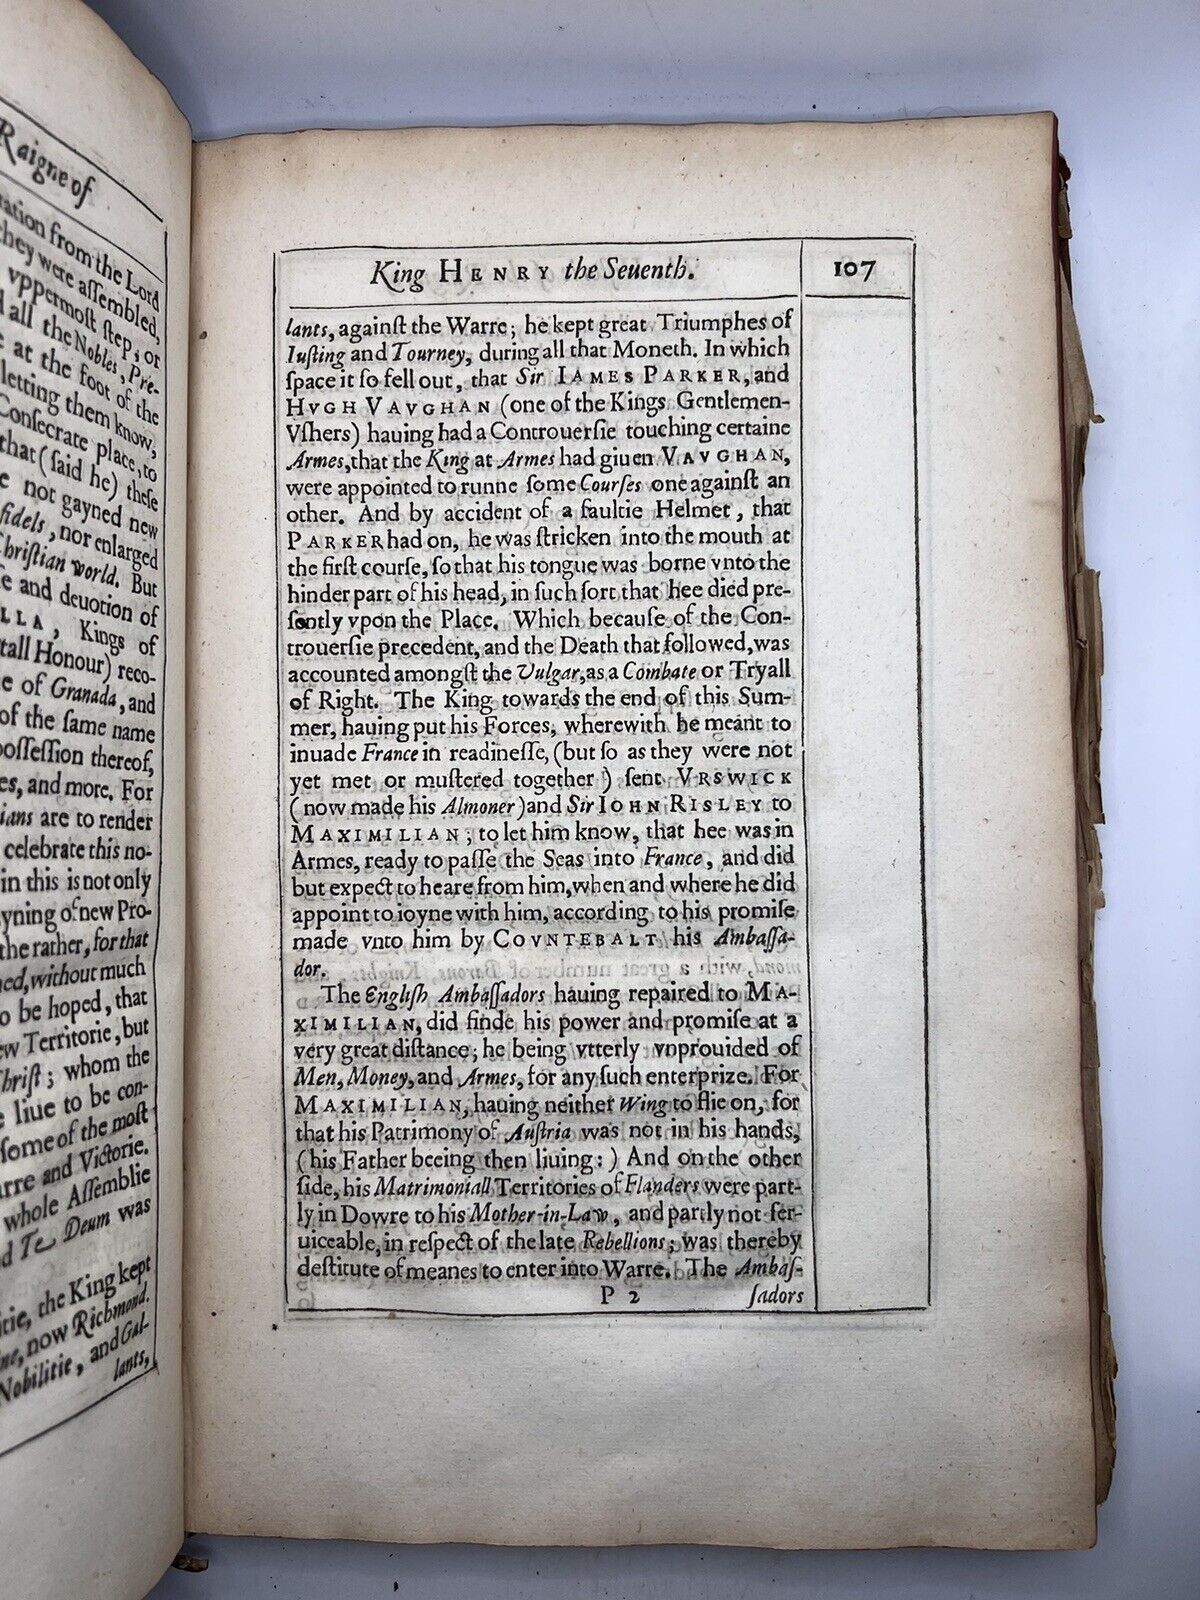 Raigne of
ration from the Lord
they were aſſembled,
vppermoſt ſtep, or
all the Nobles, Pre-
at the foot of the
letting them know,
Conſecrate place, to
that (ſaid he) theſe
not gayned new
fidels, nor enlarged
Chriſtian world. But
and deuotion of
LLA, Kings of
tall Honour) reco-
of Granada, and
of the ſame name
poſſeſſion thereof,
and more. For
ians are to render
celebrate this no-
in this is not only
yning of new Pro-
the rather, for that
ned, without much
be hoped, that
ew Territorie, but
Chriſt; whom the
liue to be con-
ſome of the moſt
arre and Victorie.
whole Aſſemblie
Te Deum was
itie, the King kept
now Richmond.
Nobilitie, and Gal-
lants,
King HENRY the Seuenth.
107
lants, againſt the Warre; he kept great Triumphes of
Iuſting and Tourney, during all that Moneth. In which
ſpace it ſo fell out, that Sir IAMES PARKER, and
HVGH VAVGHAN (one of the Kings Gentlemen-
Vſhers) hauing had a Controuerſie touching certaine
Armes, that the King at Armes had giuen VAVGHAN,
were appointed to runne ſome Courſes one againſt an
other. And by accident of a faultie Helmet, that
PARKER had on, he was ſtricken into the mouth at
the firſt courſe, ſo that his tongue was borne vnto the
hinder part of his head, in ſuch ſort that hee died pre-
ſently vpon the Place. Which becauſe of the Con-
trouerſie precedent, and the Death that followed, was
accounted amongſt the Vulgar, as a Combate or Tryall
of Right. The King towards the end of this Sum-
mer, hauing put his Forces, wherewith he meant to
inuade France in readineſſe, (but ſo as they were not
yet met or muſtered together) ſent VRSWICK
(now made his Almoner) and Sir IOHN RISLEY to
MAXIMILIAN; to let him know, that hee was in
Armes, ready to paſſe the Seas into France, and did
but expect to heare from him, when and where he did
appoint to ioyne with him, according to his promiſe
made vnto him by COVNTEBALT his Ambaſſa-
dor.
The Engliſh Ambaſſadors hauing repaired to MA-
XIMILIAN, did finde his power and promiſe at a
very great diſtance; he being vtterly vnprouided of
Men, Money, and Armes, for any ſuch enterprize. For
MAXIMILIAN, hauing neither Wing to flie on, for
that his Patrimony of Auſtria was not in his hands,
(his Father beeing then liuing:) And on the other
ſide, his Matrimoniall Territories of Flanders were part-
ly in Dowre to his Mother-in-Law, and partly not ſer-
uiceable, in reſpect of the late Rebellions; was thereby
deſtitute of meanes to enter into Warre. The Ambaſ-
P 2 ſadors